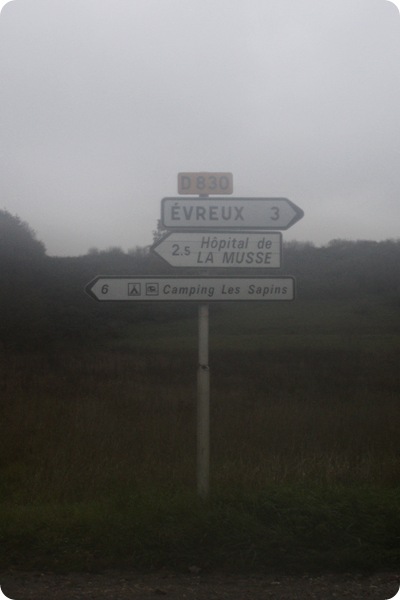 D 830
ÉVREUX 3
2.5 Hôpital de
LA MUSSE
6 Camping Les Sapins